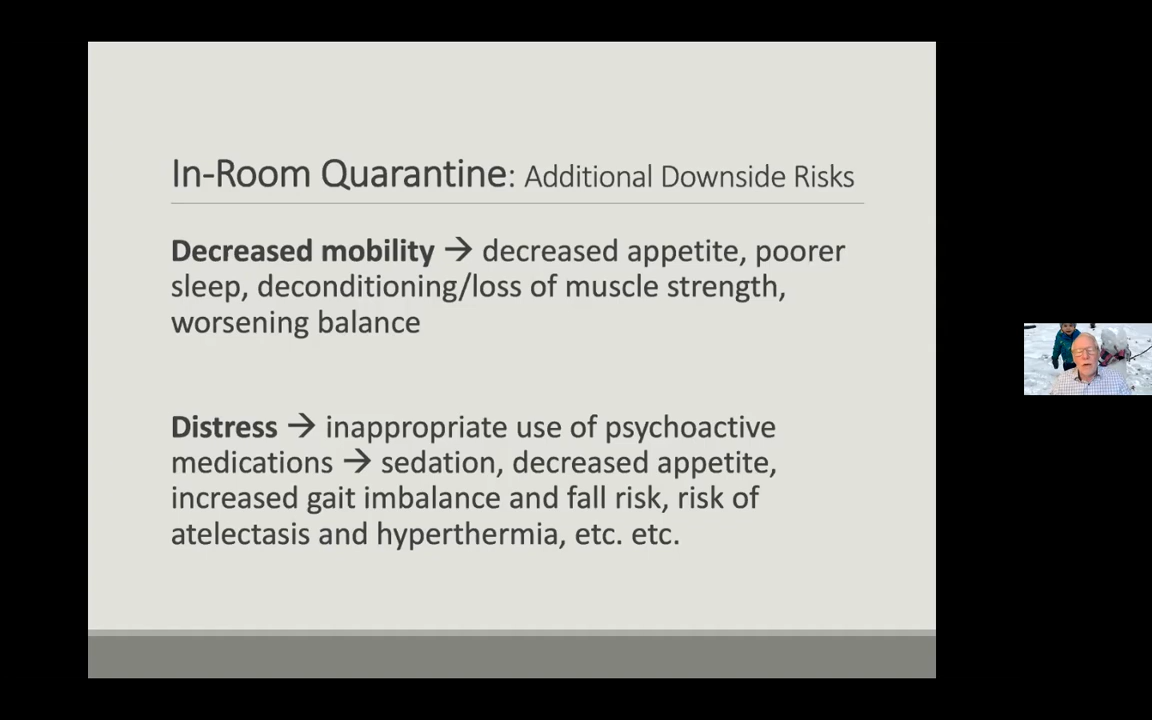 In-Room Quarantine: Additional Downside Risks
Decreased mobility → decreased appetite, poorer
sleep, deconditioning/loss of muscle strength,
worsening balance
Distress → inappropriate use of psychoactive
medications → sedation, decreased appetite,
increased gait imbalance and fall risk, risk of
atelectasis and hyperthermia, etc. etc.